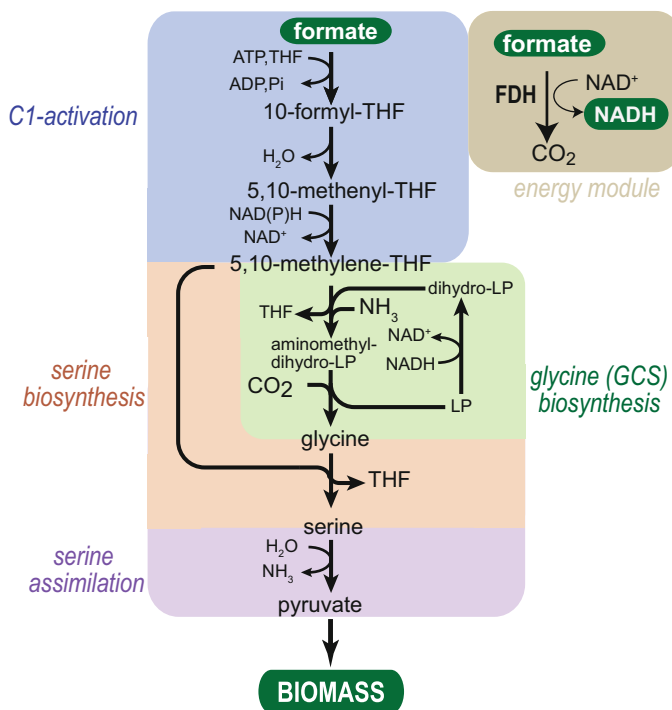 formate
ATP,THF
ADP,Pi
10-formyl-THF
C1-activation
H₂O
5,10-methenyl-THF
NAD(P)H
NAD⁺
5,10-methylene-THF
formate
FDH
NAD⁺
NADH
CO₂
energy module
THF
NH₃
dihydro-LP
aminomethyl-
dihydro-LP
NAD⁺
NADH
CO₂
LP
glycine
serine
biosynthesis
glycine (GCS)
biosynthesis
THF
serine
H₂O
NH₃
serine
assimilation
pyruvate
BIOMASS